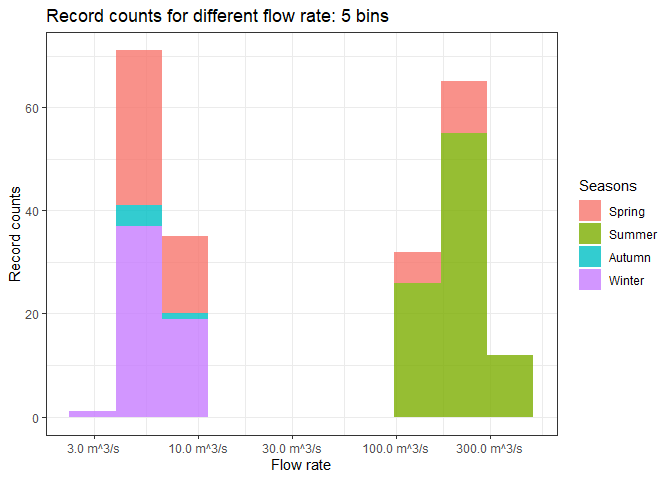 Record counts for different flow rate: 5 bins
Record counts
60
40
20
0
3.0 m^3/s
10.0 m^3/s
30.0 m^3/s
100.0 m^3/s
300.0 m^3/s
Flow rate
Seasons
Spring
Summer
Autumn
Winter